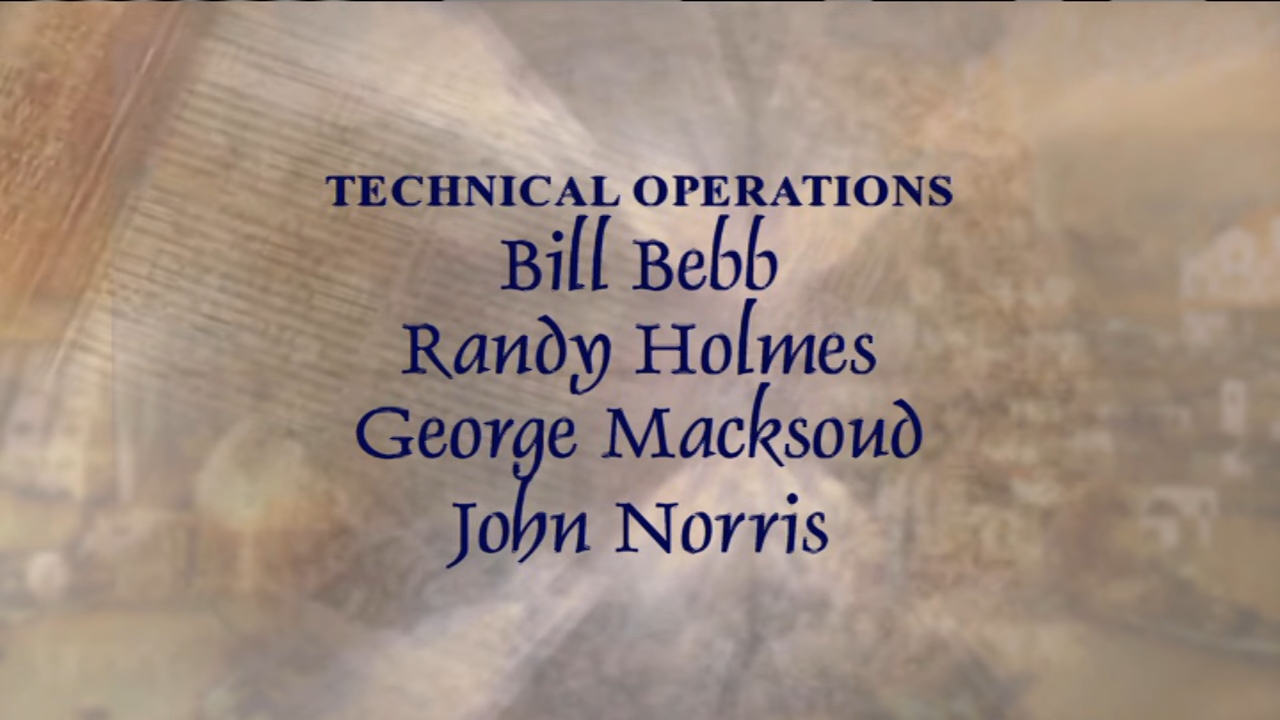 TECHNICAL OPERATIONS
Bill Bebb
Randy Holmes
George Macksoud
John Norris